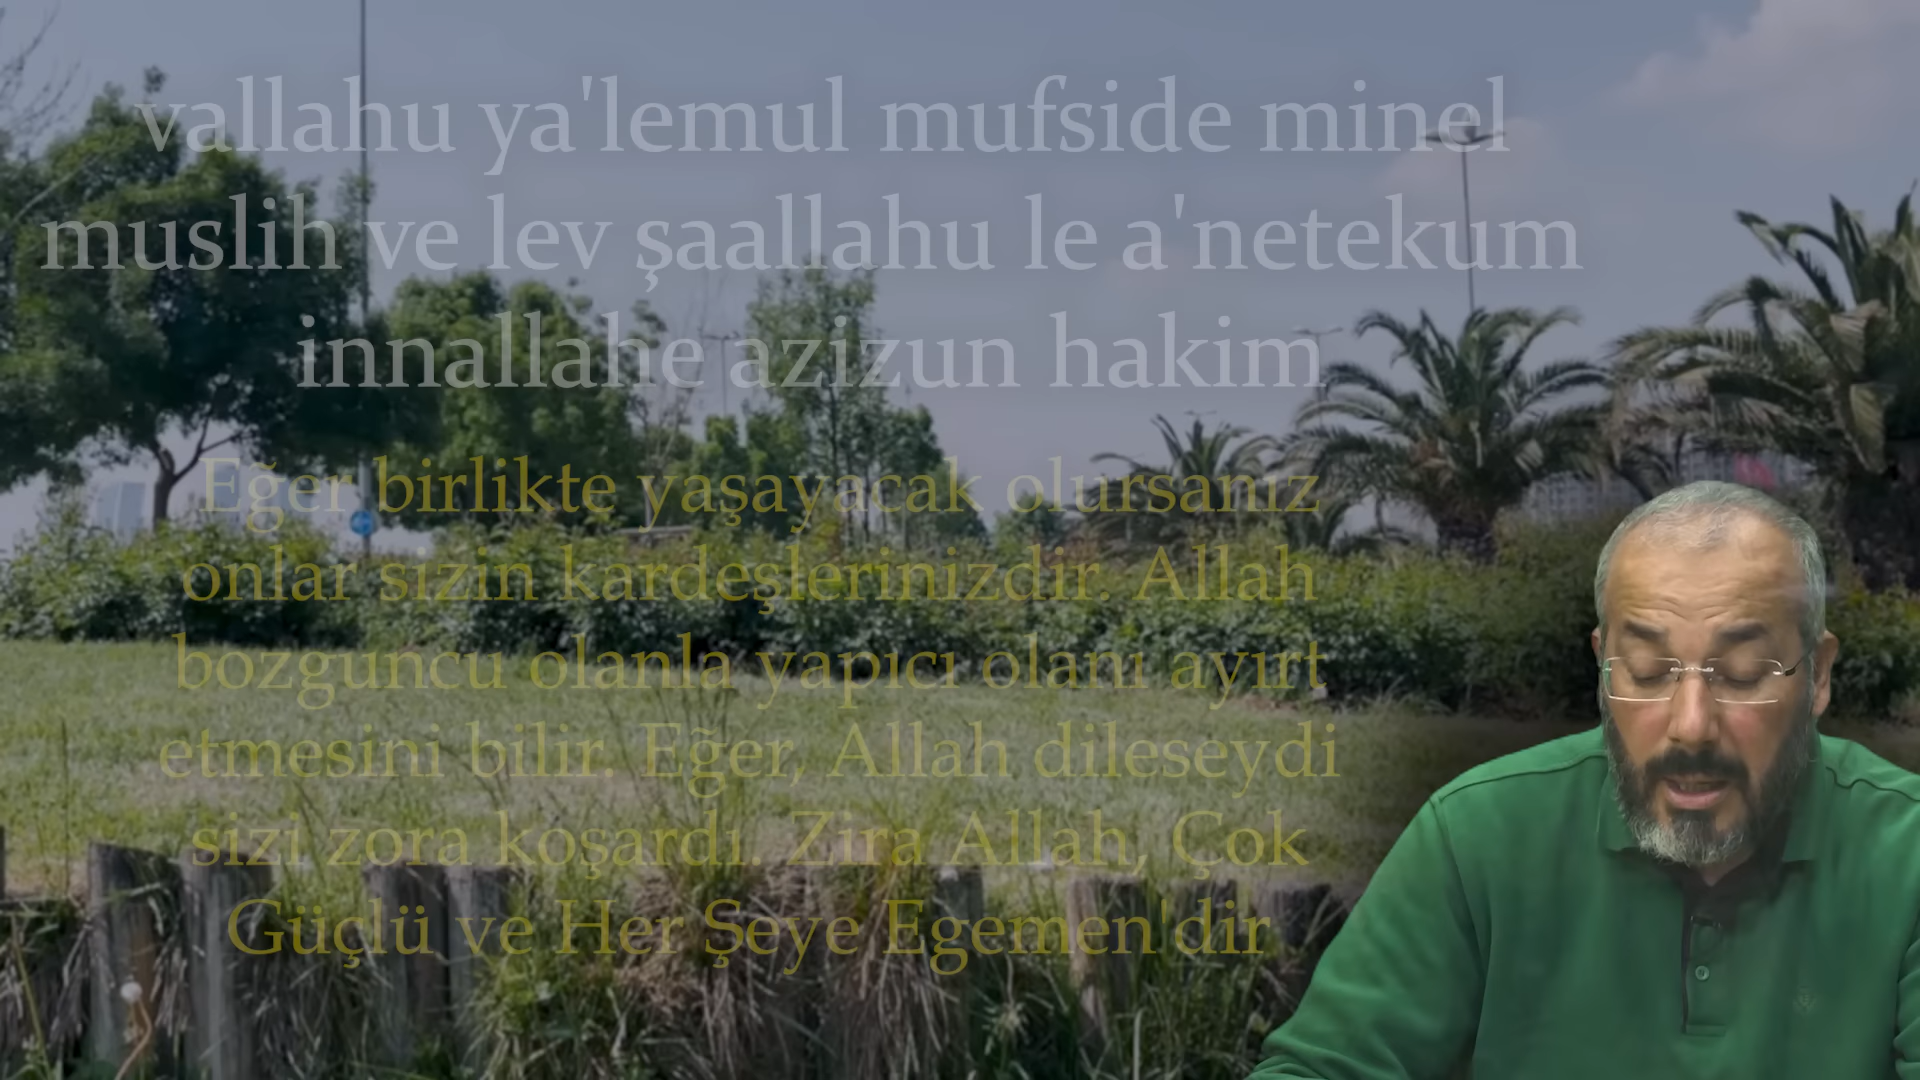 vallahu ya'lemul mufside minel
muslih ve lev şaallahu le a'netekum
innallahe azizun hakim
Eğer birlikte yaşayacak olursanız
onlar sizin kardeşlerinizdir. Allah
bozguncu olanla yapıcı olanı ayırt
etmesini bilir. Eğer, Allah dileseydi
sizi zora koşardı. Zira Allah, Çok
Güçlü ve Her Şeye Egemen'dir